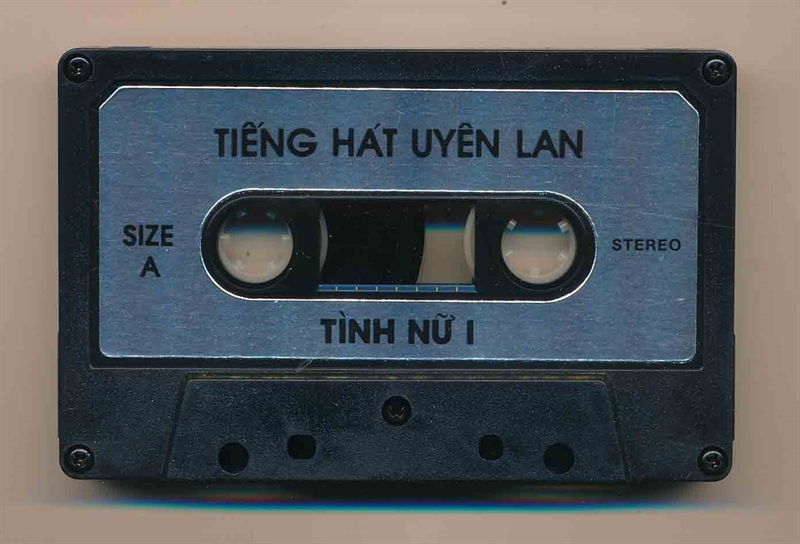 TIẾNG HÁT UYÊN LAN
SIZE
A
STEREO
TÌNH NỮ I